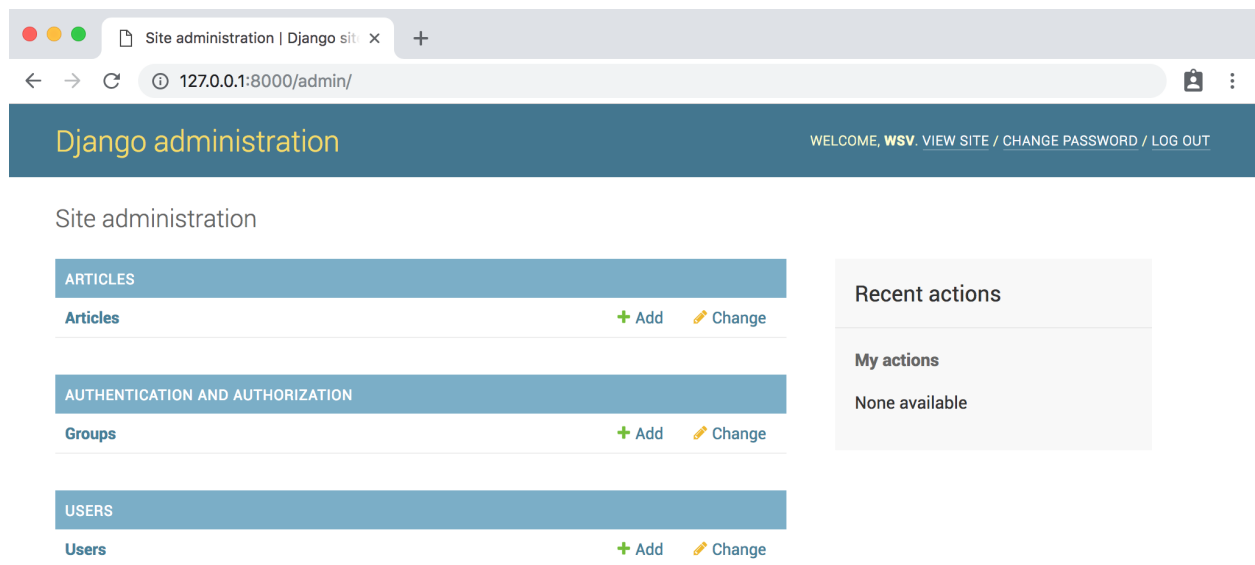 Site administration | Django sit
127.0.0.1:8000/admin/
Django administration
WELCOME, WSV. VIEW SITE / CHANGE PASSWORD / LOG OUT
Site administration
ARTICLES
Articles
Add
Change
AUTHENTICATION AND AUTHORIZATION
Groups
Add
Change
USERS
Users
Add
Change
Recent actions
My actions
None available